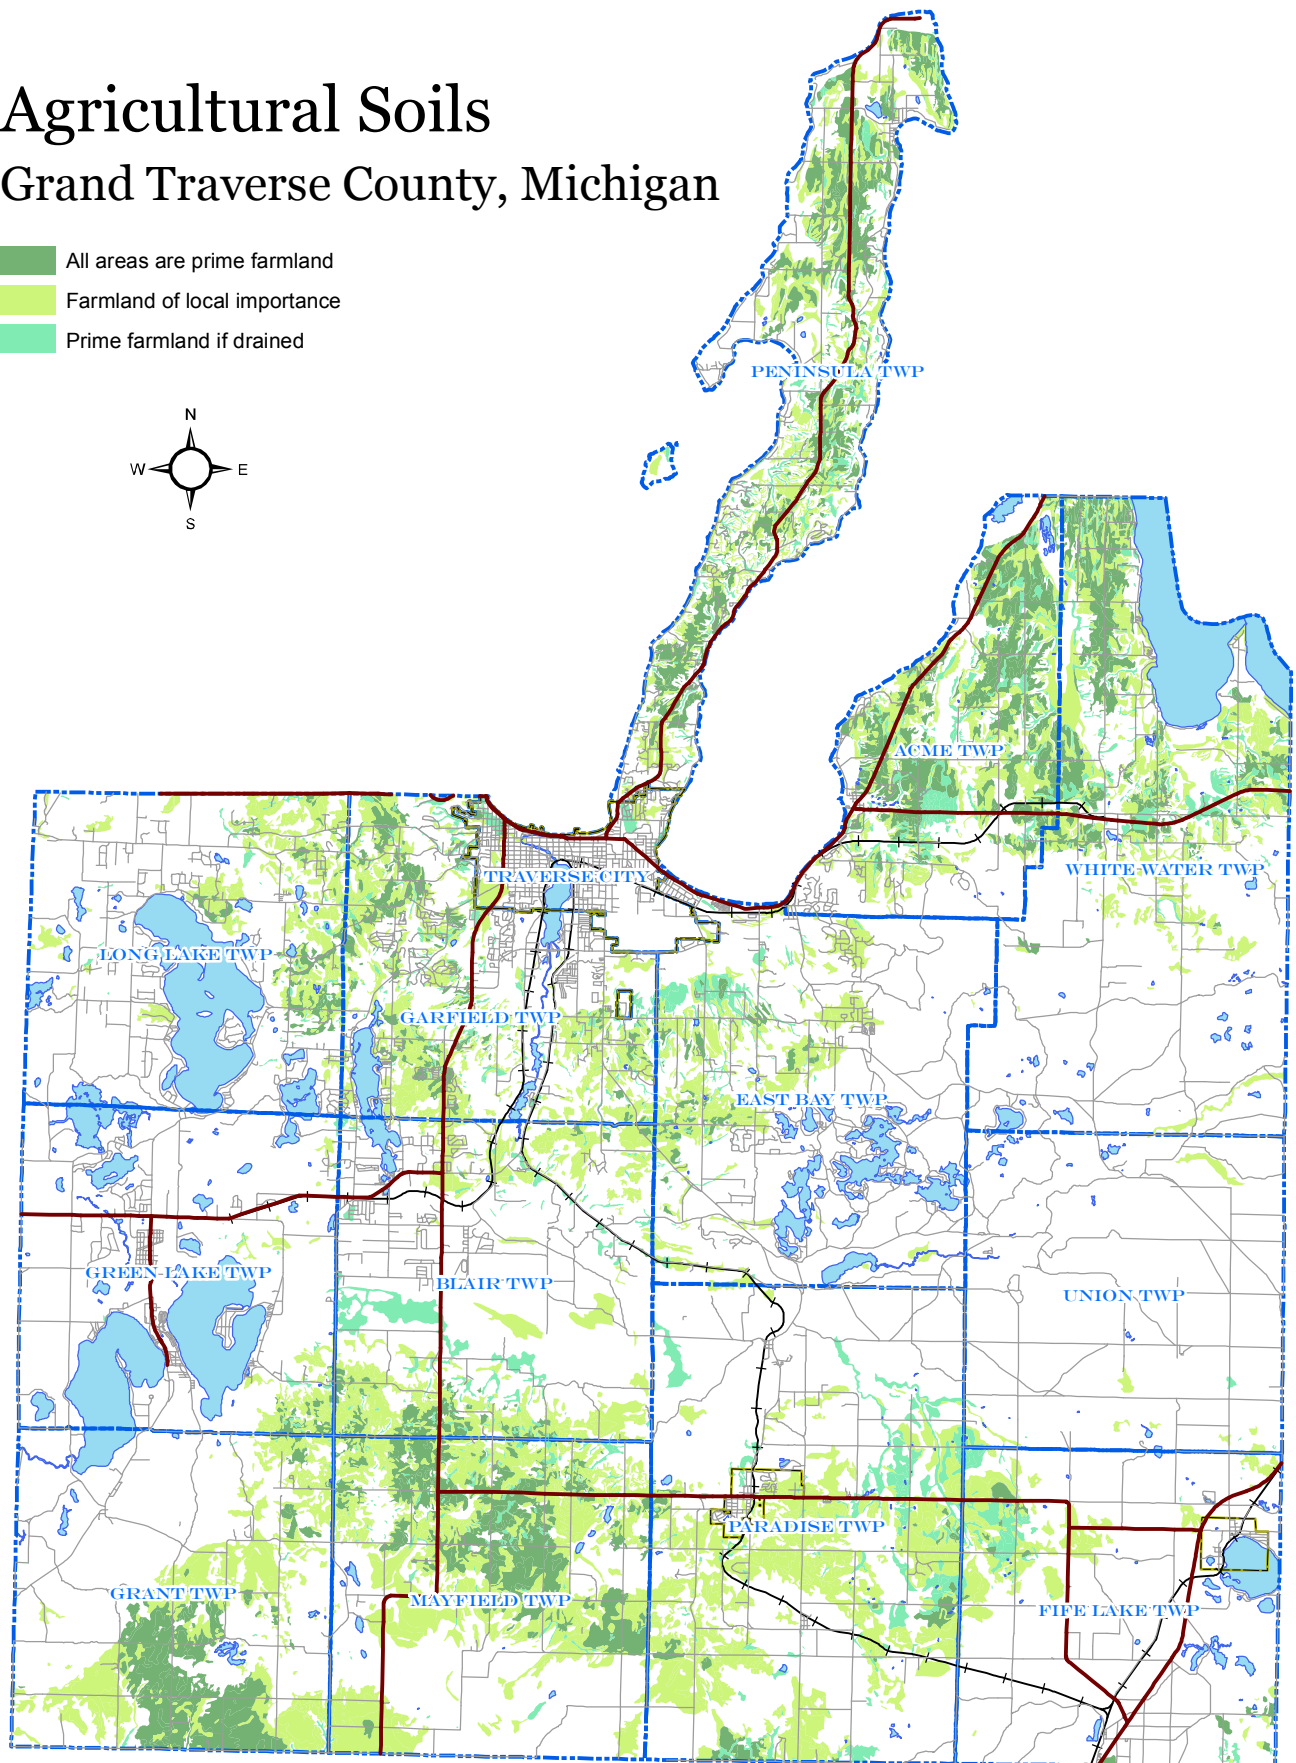 Agricultural Soils
Grand Traverse County, Michigan
All areas are prime farmland
Farmland of local importance
Prime farmland if drained
N
W E
S
PENINSULA TWP
ACME TWP
WHITE WATER TWP
TRAVERSE CITY
LONG LAKE TWP
GARFIELD TWP
EAST BAY TWP
GREEN LAKE TWP
BLAIR TWP
UNION TWP
PARADISE TWP
GRANT TWP
MAYFIELD TWP
FIFE LAKE TWP